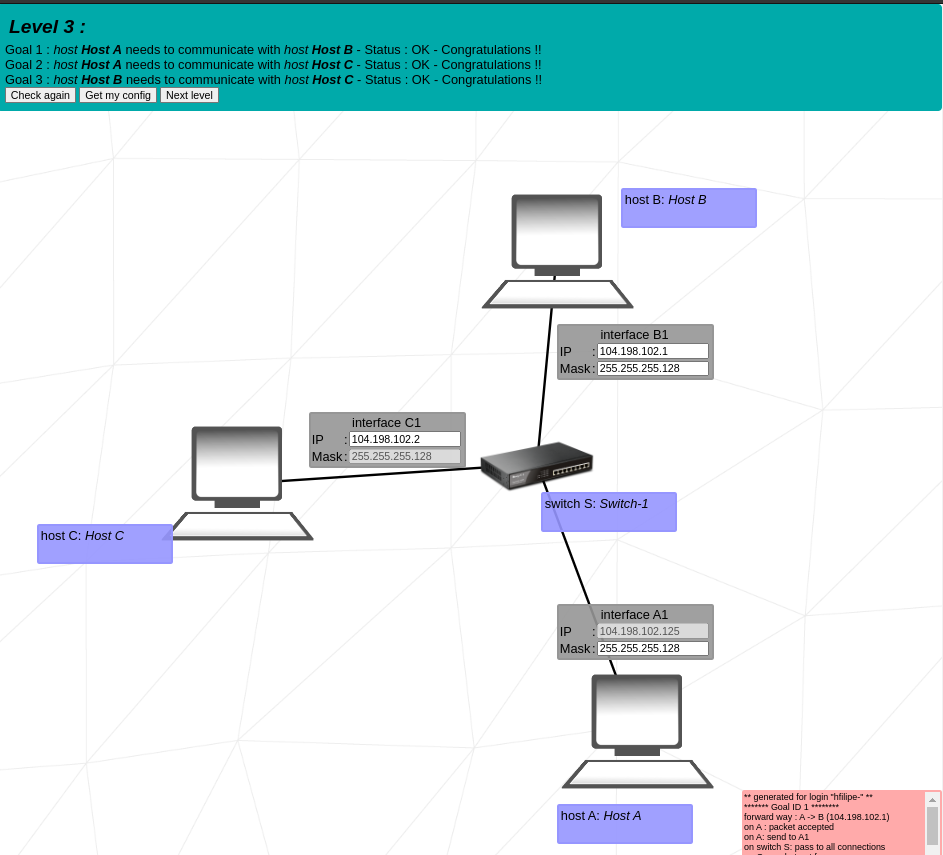 Level 3 :
Goal 1 : host Host A needs to communicate with host Host B - Status : OK - Congratulations !!
Goal 2 : host Host A needs to communicate with host Host C - Status : OK - Congratulations !!
Goal 3 : host Host B needs to communicate with host Host C - Status : OK - Congratulations !!
Check again Get my config Next level
host B: Host B
interface B1
IP : 104.198.102.1
Mask : 255.255.255.128
interface C1
IP : 104.198.102.2
Mask : 255.255.255.128
switch S: Switch-1
host C: Host C
interface A1
IP : 104.198.102.125
Mask : 255.255.255.128
host A: Host A
** generated for login "hfilipe-" **
******* Goal ID 1 ********
forward way : A -> B (104.198.102.1)
on A : packet accepted
on A: send to A1
on switch S: pass to all connections